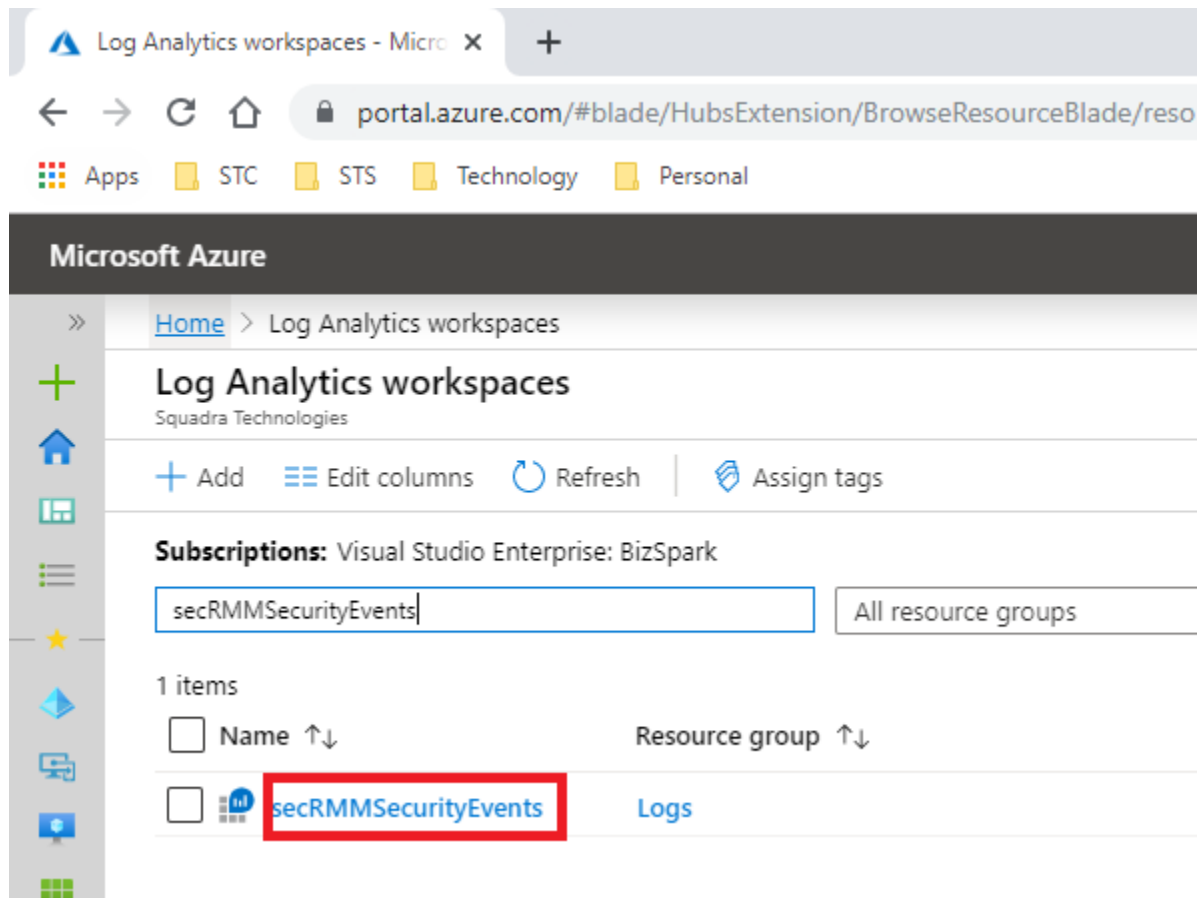 Log Analytics workspaces - Micro
portal.azure.com/#blade/HubsExtension/BrowseResourceBlade/reso
Apps STC STS Technology Personal
Microsoft Azure
Home > Log Analytics workspaces
Log Analytics workspaces
Squadra Technologies
Add Edit columns Refresh Assign tags
Subscriptions: Visual Studio Enterprise: BizSpark
secRMMSecurityEvents All resource groups
1 items
Name ↑↓ Resource group ↑↓
secRMMSecurityEvents Logs